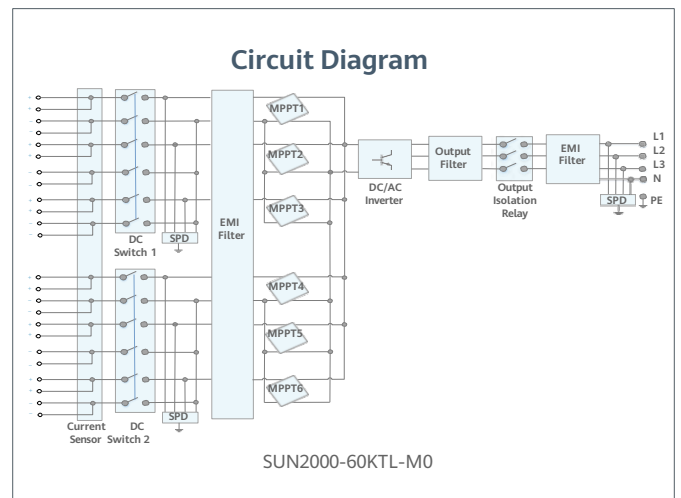 Circuit Diagram
MPPT1
MPPT2
MPPT3
MPPT4
MPPT5
MPPT6
EMI
Filter
DC
Switch 1
SPD
SPD
Current
Sensor
DC
Switch 2
DC/AC
Inverter
Output
Filter
Output
Isolation
Relay
EMI
Filter
L1
L2
L3
N
SPD
PE
SUN2000-60KTL-M0